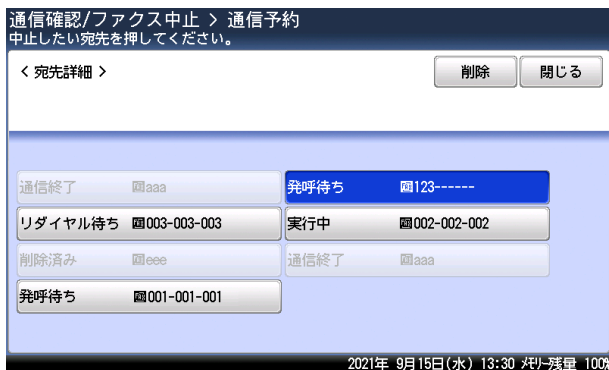 通信確認/ファクス中止 > 通信予約
中止したい宛先を押してください。
< 宛先詳細 >
削除
閉じる
通信終了 aaa
発呼待ち 123------
リダイヤル待ち 003-003-003
実行中 002-002-002
削除済み eee
通信終了 aaa
発呼待ち 001-001-001
2021年 9月15日(水) 13:30 メモリー残量 100%